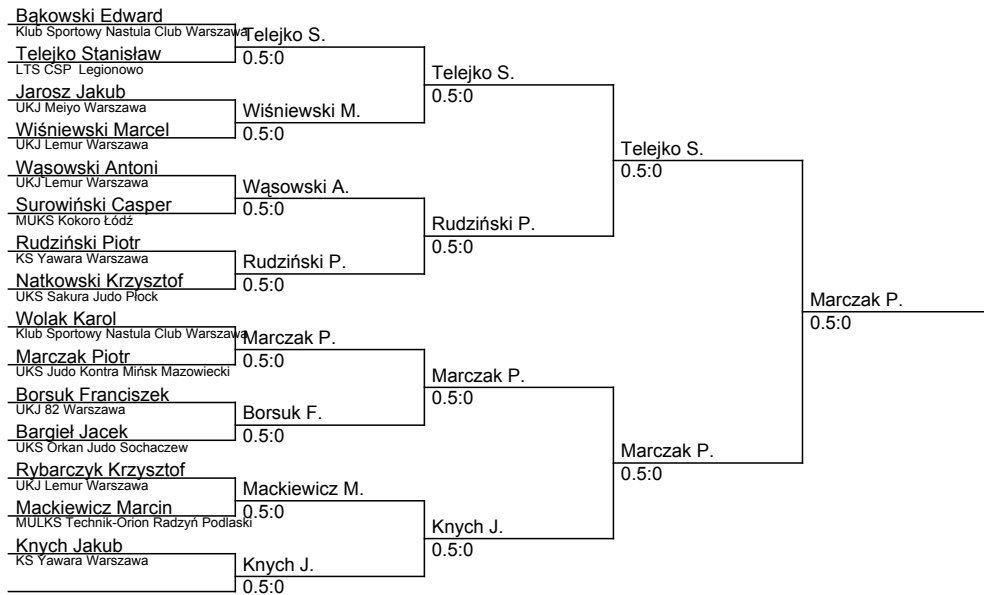 Bąkowski Edward
Klub Sportowy Nastula Club Warszawa
Telejko Stanisław
LTS CSP Legionowo
Jarosz Jakub
UKJ Meiyo Warszawa
Wiśniewski Marcel
UKJ Lemur Warszawa
Wąsowski Antoni
UKJ Lemur Warszawa
Surowiński Casper
MUKS Kokoro Łódź
Rudziński Piotr
KS Yawara Warszawa
Natkowski Krzysztof
UKS Sakura Judo Płock
Wolak Karol
Klub Sportowy Nastula Club Warszawa
Marczak Piotr
UKS Judo Kontra Mińsk Mazowiecki
Borsuk Franciszek
UKJ 82 Warszawa
Bargieł Jacek
UKS Orkan Judo Sochaczew
Rybarczyk Krzysztof
UKJ Lemur Warszawa
Mackiewicz Marcin
MULKS Technik-Orion Radzyń Podlaski
Knych Jakub
KS Yawara Warszawa
Telejko S.
0.5:0
Wiśniewski M.
0.5:0
Wąsowski A.
0.5:0
Rudziński P.
0.5:0
Marczak P.
0.5:0
Borsuk F.
0.5:0
Mackiewicz M.
0.5:0
Knych J.
0.5:0
Telejko S.
0.5:0
Rudziński P.
0.5:0
Marczak P.
0.5:0
Knych J.
0.5:0
Telejko S.
0.5:0
Marczak P.
0.5:0
Marczak P.
0.5:0